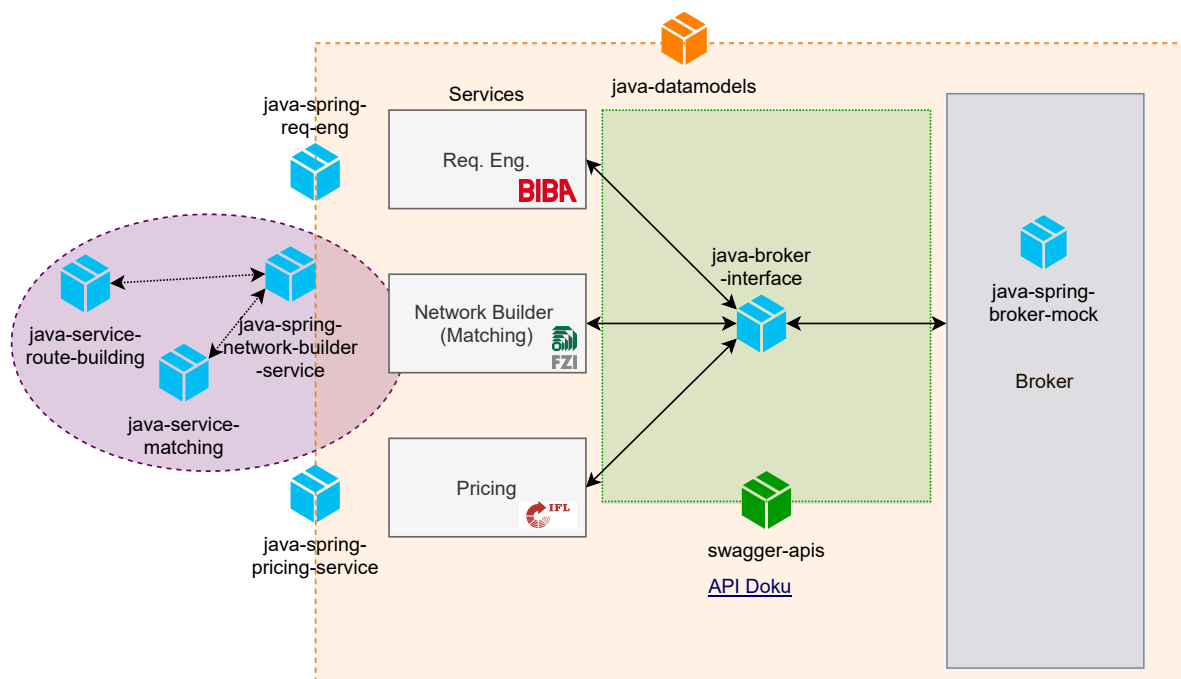 java-datamodels
Services
java-spring-
req-eng
Req. Eng.
BIBA
java-broker
-interface
java-spring-
broker-mock
Broker
Network Builder
(Matching)
FZI
java-service-
route-building
java-spring-
-network-builder
-service
java-service-
matching
Pricing
IFL
java-spring-
pricing-service
swagger-apis
API Doku